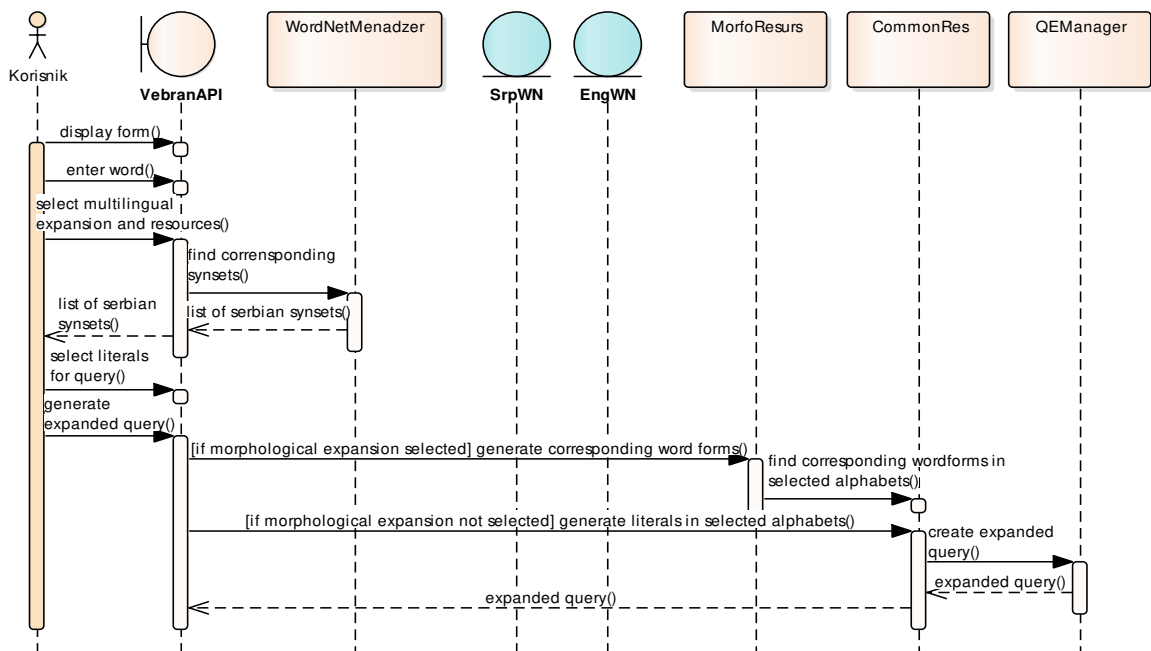 WordNetMenadzer
MorfoResurs
CommonRes
QEManager
Korisnik
VebranAPI
SrpWN
EngWN
display form()
enter word()
select multilingual
expansion and resources()
find corrensponding
synsets()
list of serbian
synsets()
list of serbian synsets()
select literals
for query()
generate
expanded query()
[if morphological expansion selected] generate corresponding word forms()
find corresponding wordforms in
selected alphabets()
[if morphological expansion not selected] generate literals in selected alphabets()
create expanded
query()
expanded query()
expanded query()